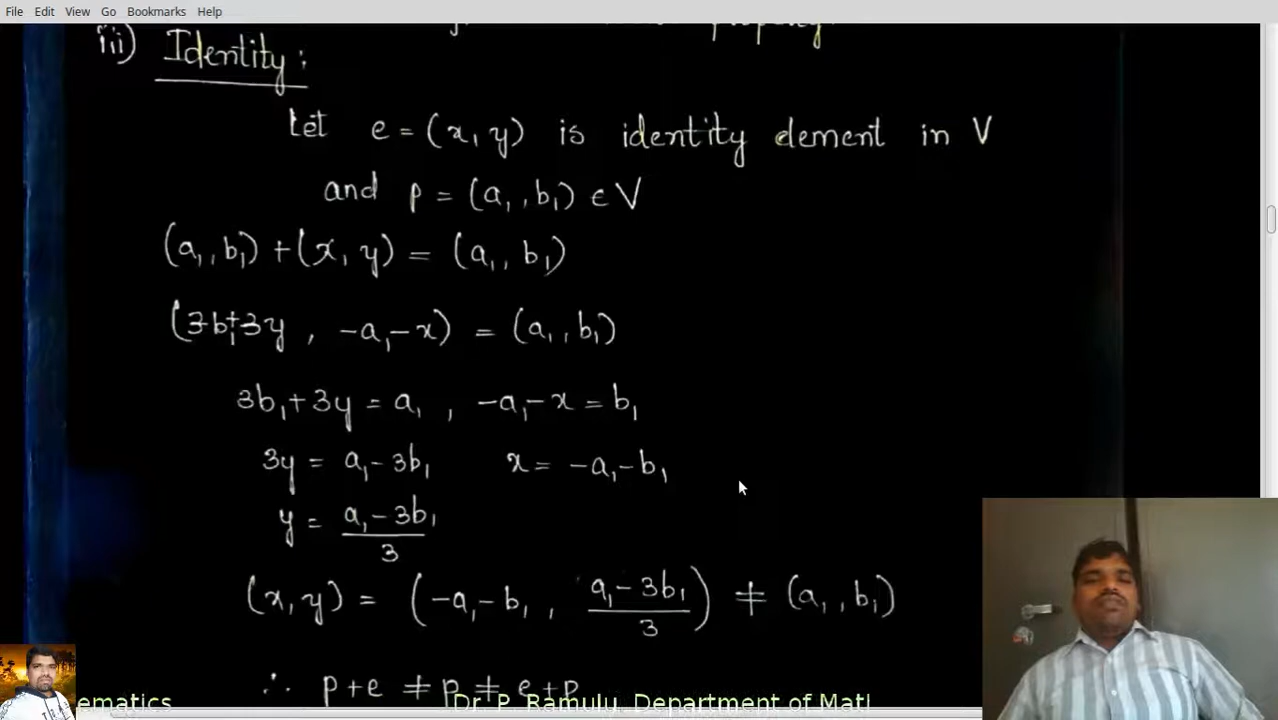 File Edit View Go Bookmarks Help
iii) Identity :
Let e = (x, y) is identity element in V
and p = (a₁, b₁) ∈ V
(a₁, b₁) + (x, y) = (a₁, b₁)
(3b₁+3y , -a₁-x) = (a₁, b₁)
3b₁+3y = a₁ , -a₁-x = b₁
3y = a₁-3b₁ x = -a₁-b₁
y = (a₁-3b₁)/3
(x, y) = (-a₁-b₁ , (a₁-3b₁)/3) ≠ (a₁, b₁)
∴ p+e ≠ p ≠ e+p
ematics Dr. P. Ramulu, Department of Mat